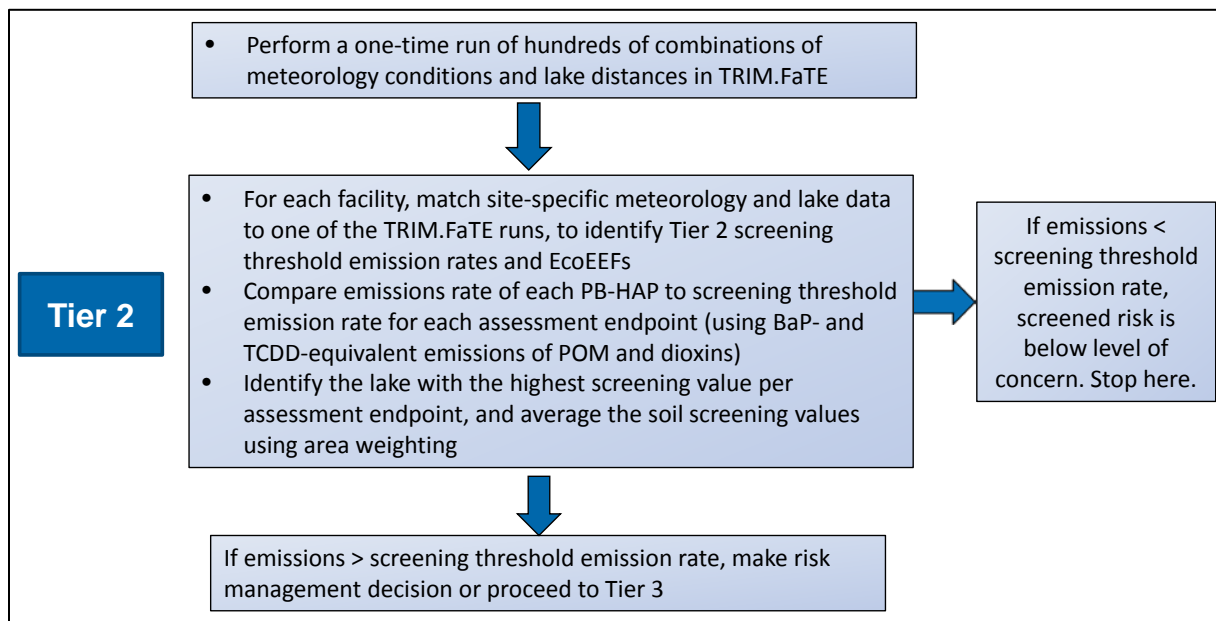 • Perform a one-time run of hundreds of combinations of
meteorology conditions and lake distances in TRIM.FaTE
Tier 2
• For each facility, match site-specific meteorology and lake data
to one of the TRIM.FaTE runs, to identify Tier 2 screening
threshold emission rates and EcoEEFs
• Compare emissions rate of each PB-HAP to screening threshold
emission rate for each assessment endpoint (using BaP- and
TCDD-equivalent emissions of POM and dioxins)
• Identify the lake with the highest screening value per
assessment endpoint, and average the soil screening values
using area weighting
If emissions <
screening threshold
emission rate,
screened risk is
below level of
concern. Stop here.
If emissions > screening threshold emission rate, make risk
management decision or proceed to Tier 3